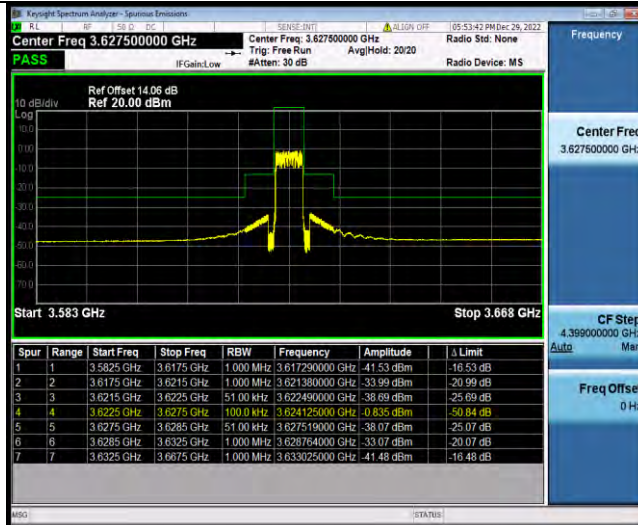 Keysight Spectrum Analyzer - Spurious Emissions
RL RF 50 Ω DC SENSE:INT ALIGN OFF 05:53:42 PM Dec 29, 2022
Center Freq 3.627500000 GHz Center Freq: 3.627500000 GHz Radio Std: None Frequency
Trig: Free Run Avg|Hold: 20/20
PASS IFGain:Low #Atten: 30 dB Radio Device: MS
Ref Offset 14.06 dB
10 dB/div Ref 20.00 dBm
Log
10.0
0.00
-10.0
-20.0
-30.0
-40.0
-50.0
-60.0
-70.0
Start 3.583 GHz Stop 3.668 GHz
Center Freq
3.627500000 GHz
CF Step
4.399000000 GHz
Auto Man
Freq Offset
0 Hz
Spur Range Start Freq Stop Freq RBW Frequency Amplitude Δ Limit
1 1 3.5825 GHz 3.6175 GHz 1.000 MHz 3.617290000 GHz -41.53 dBm -16.53 dB
2 2 3.6175 GHz 3.6215 GHz 1.000 MHz 3.621380000 GHz -33.99 dBm -20.99 dB
3 3 3.6215 GHz 3.6225 GHz 51.00 kHz 3.622490000 GHz -38.69 dBm -25.69 dB
4 4 3.6225 GHz 3.6275 GHz 100.0 kHz 3.624125000 GHz -0.835 dBm -50.84 dB
5 5 3.6275 GHz 3.6285 GHz 51.00 kHz 3.627519000 GHz -38.07 dBm -25.07 dB
6 6 3.6285 GHz 3.6325 GHz 1.000 MHz 3.628764000 GHz -33.07 dBm -20.07 dB
7 7 3.6325 GHz 3.6675 GHz 1.000 MHz 3.633025000 GHz -41.48 dBm -16.48 dB
MSG STATUS